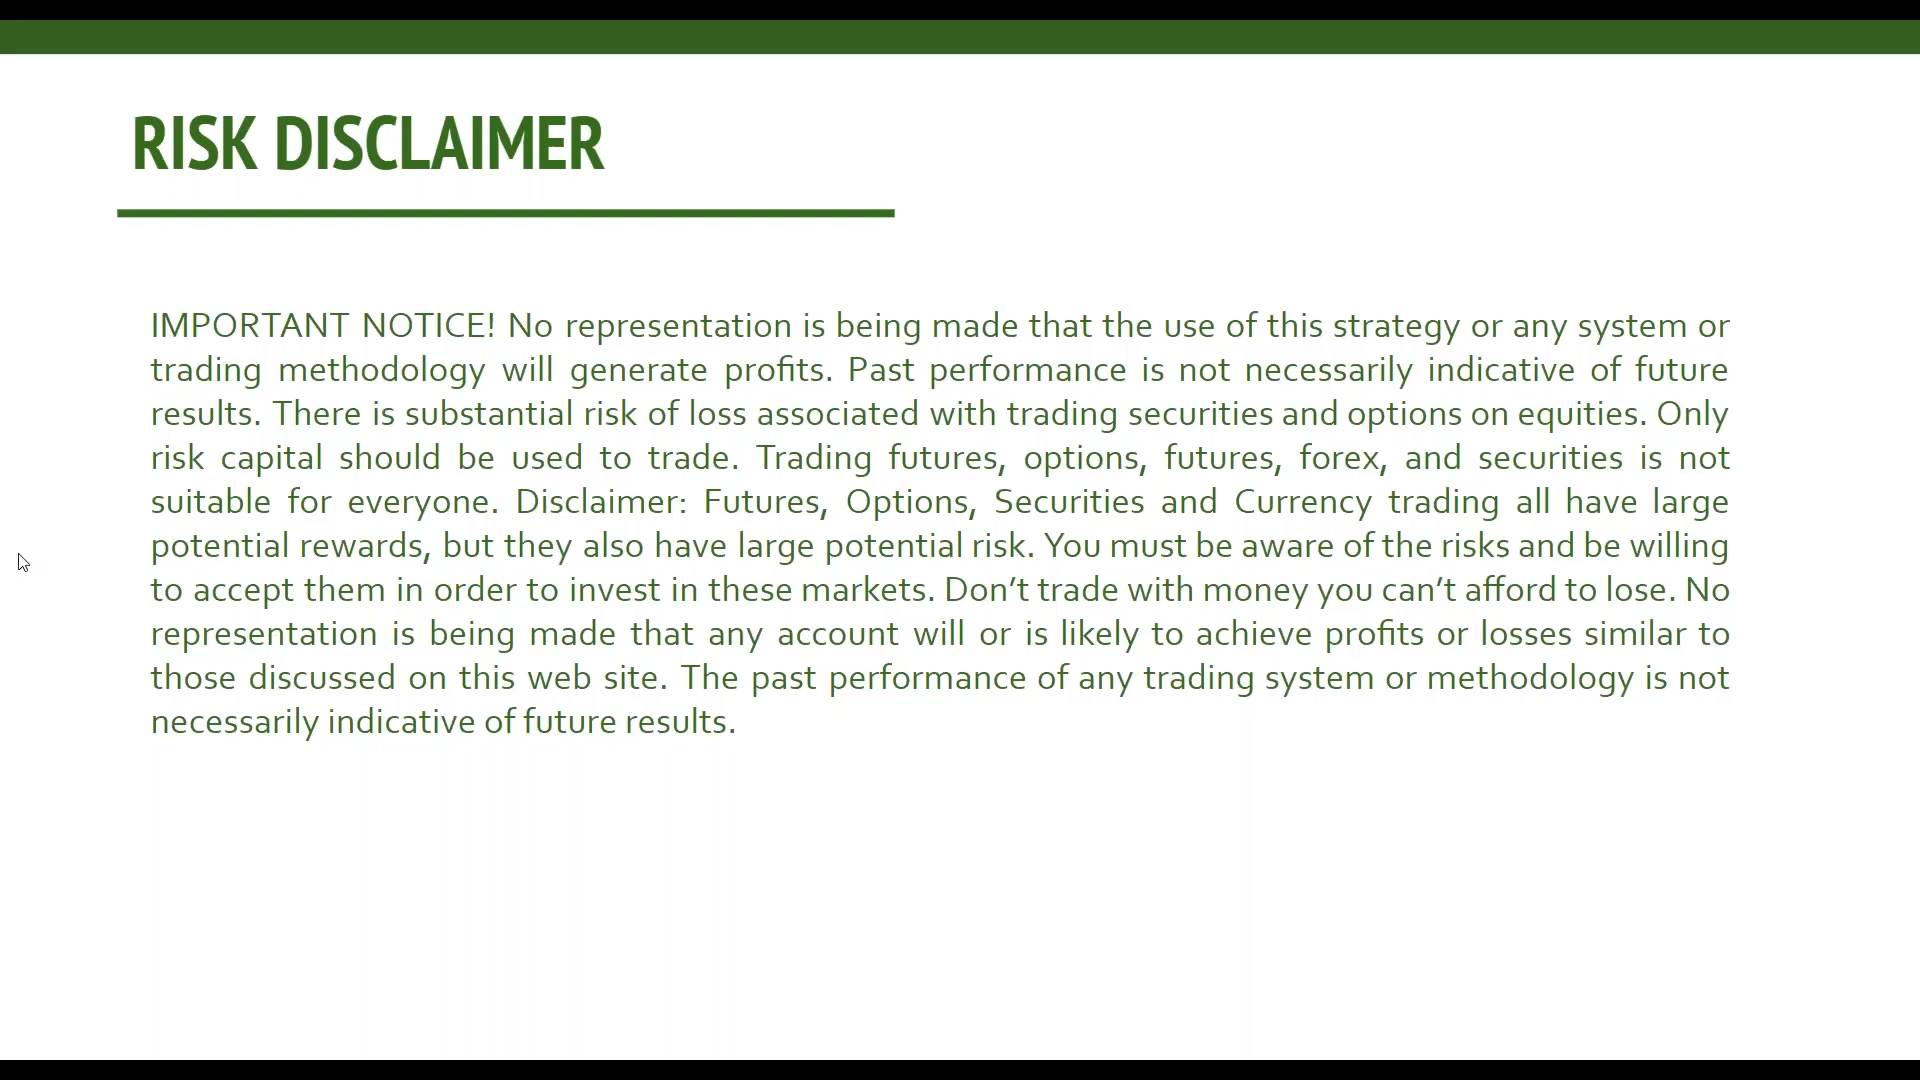 RISK DISCLAIMER
IMPORTANT NOTICE! No representation is being made that the use of this strategy or any system or
trading methodology will generate profits. Past performance is not necessarily indicative of future
results. There is substantial risk of loss associated with trading securities and options on equities. Only
risk capital should be used to trade. Trading futures, options, futures, forex, and securities is not
suitable for everyone. Disclaimer: Futures, Options, Securities and Currency trading all have large
potential rewards, but they also have large potential risk. You must be aware of the risks and be willing
to accept them in order to invest in these markets. Don’t trade with money you can’t afford to lose. No
representation is being made that any account will or is likely to achieve profits or losses similar to
those discussed on this web site. The past performance of any trading system or methodology is not
necessarily indicative of future results.